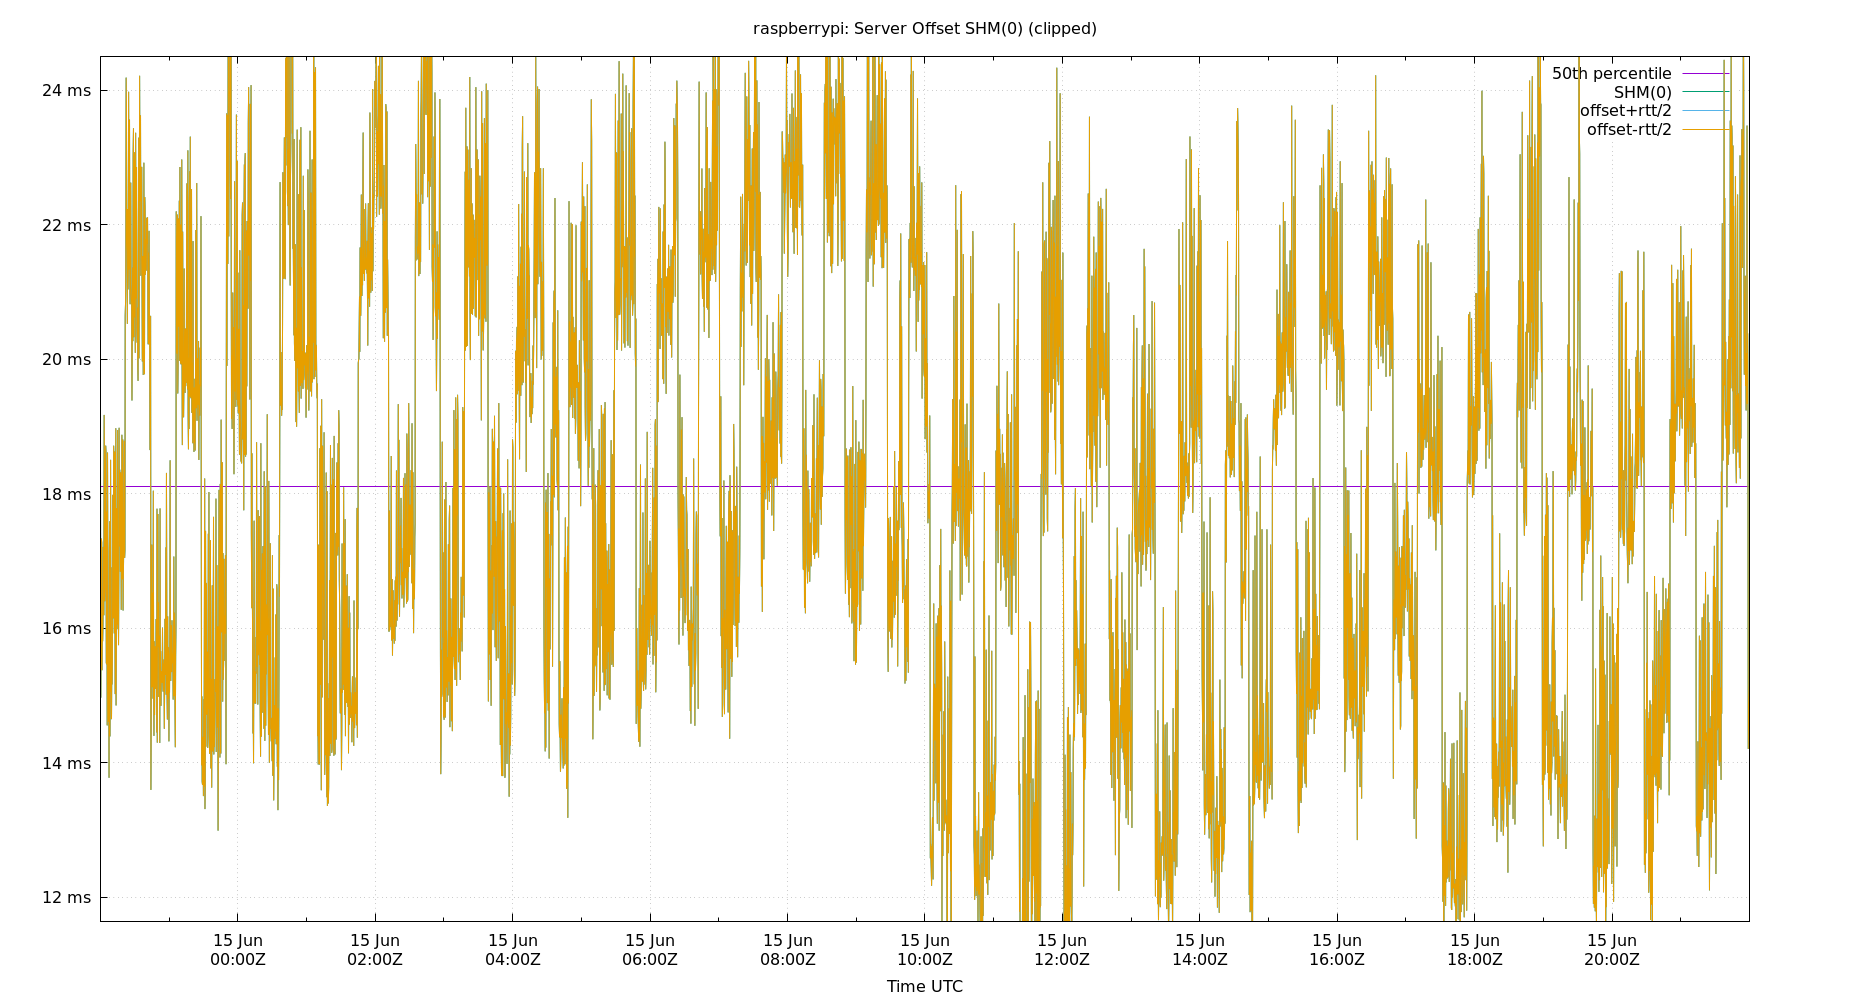 raspberrypi: Server Offset SHM(0) (clipped)
50th percentile
SHM(0)
offset+rtt/2
offset-rtt/2
24 ms
22 ms
20 ms
18 ms
16 ms
14 ms
12 ms
15 Jun 15 Jun 15 Jun 15 Jun 15 Jun 15 Jun 15 Jun 15 Jun 15 Jun 15 Jun 15 Jun
00:00Z 02:00Z 04:00Z 06:00Z 08:00Z 10:00Z 12:00Z 14:00Z 16:00Z 18:00Z 20:00Z
Time UTC